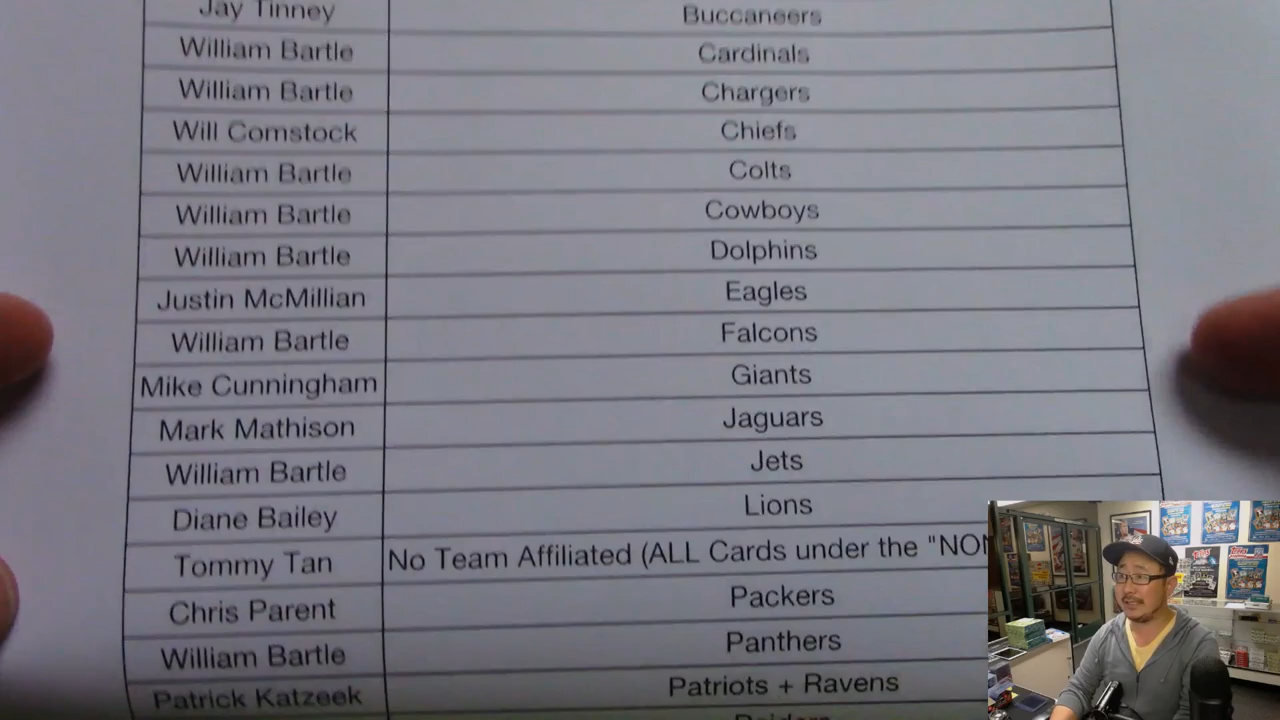 Jay Tinney Buccaneers
William Bartle Cardinals
William Bartle Chargers
Will Comstock Chiefs
William Bartle Colts
William Bartle Cowboys
William Bartle Dolphins
Justin McMillian Eagles
William Bartle Falcons
Mike Cunningham Giants
Mark Mathison Jaguars
William Bartle Jets
Diane Bailey Lions
Tommy Tan No Team Affiliated (ALL Cards under the "NON
Chris Parent Packers
William Bartle Panthers
Patrick Katzeek Patriots + Ravens
Raiders